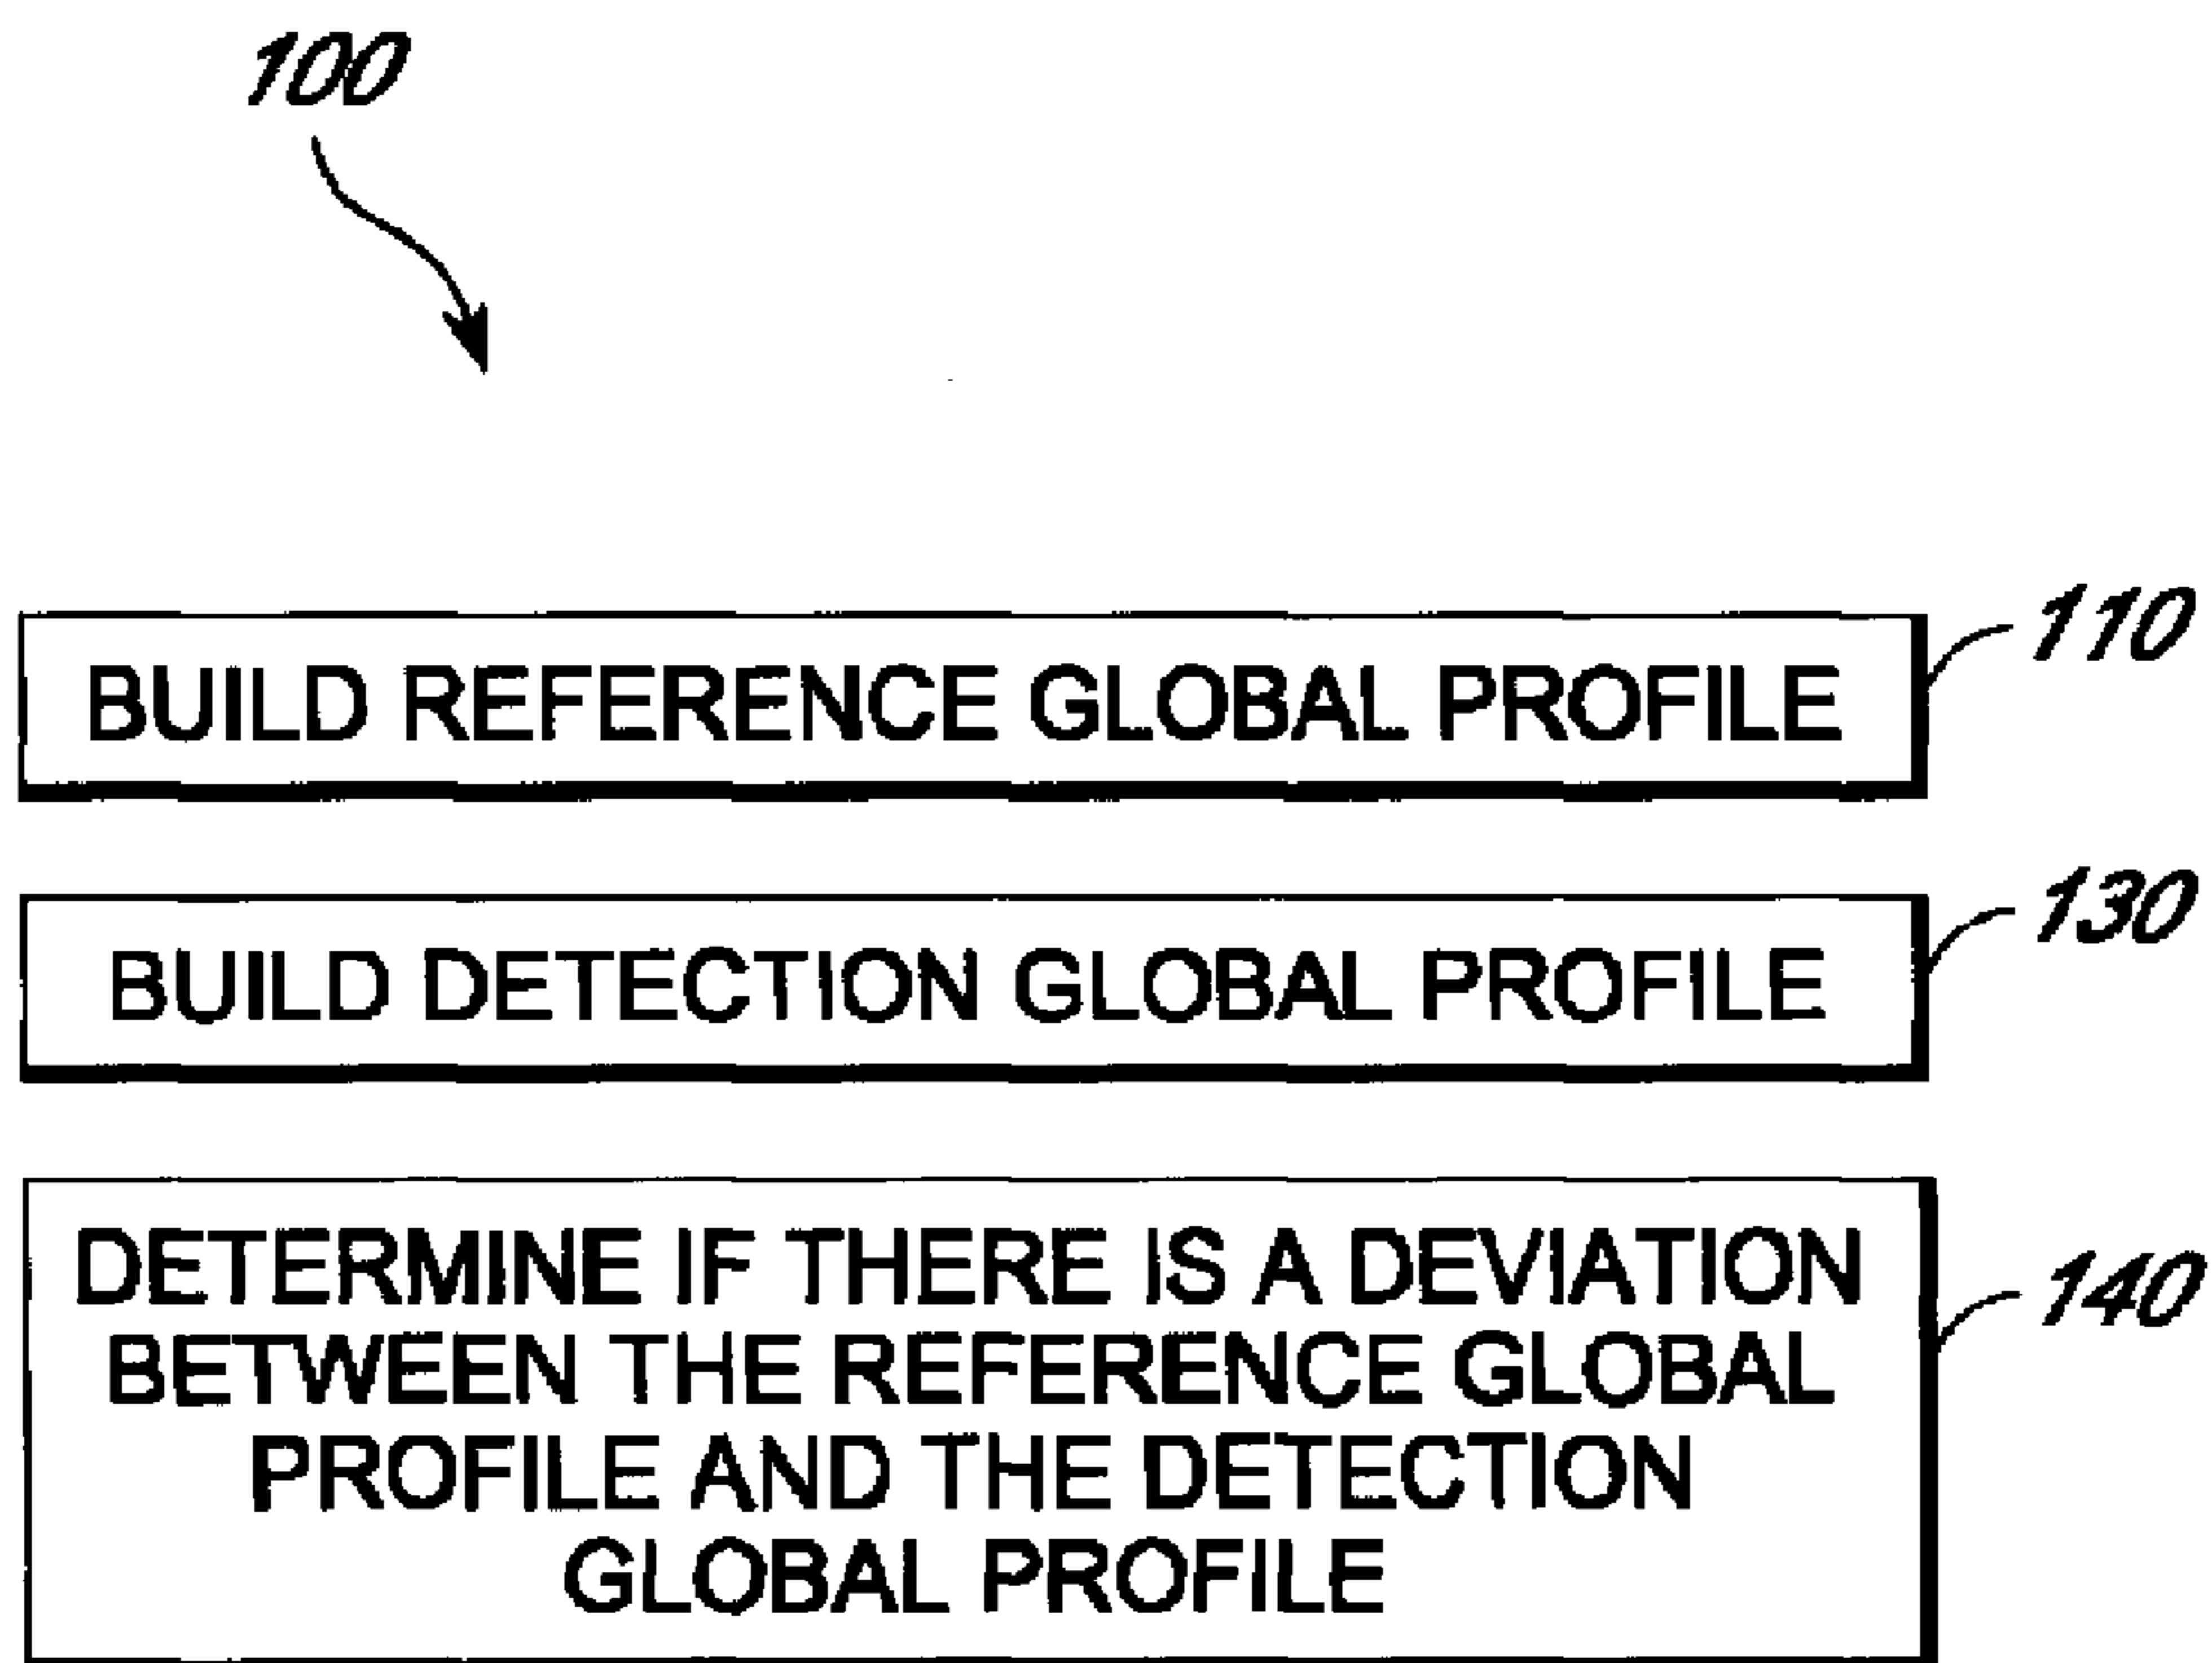 100
BUILD REFERENCE GLOBAL PROFILE
110
BUILD DETECTION GLOBAL PROFILE
130
DETERMINE IF THERE IS A DEVIATION
BETWEEN THE REFERENCE GLOBAL
PROFILE AND THE DETECTION
GLOBAL PROFILE
140